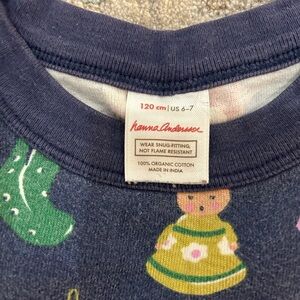 120 cm | US 6-7
hanna andersson
WEAR SNUG-FITTING,
NOT FLAME RESISTANT
100% ORGANIC COTTON
MADE IN INDIA